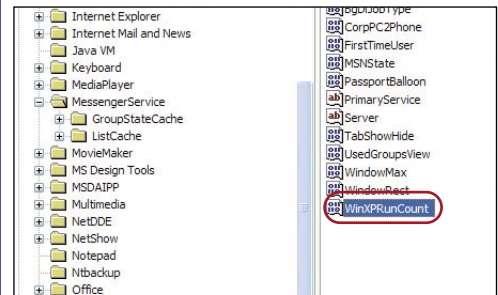 Internet Explorer
Internet Mail and News
Java VM
Keyboard
MediaPlayer
MessengerService
GroupStateCache
ListCache
MovieMaker
MS Design Tools
MSDAIPP
Multimedia
NetDDE
NetShow
Notepad
Ntbackup
Office
BgDlJobType
CorpPC2Phone
FirstTimeUser
MSNState
PassportBalloon
PrimaryService
Server
TabShowHide
UsedGroupsView
WindowMax
WindowRect
WinXPRunCount